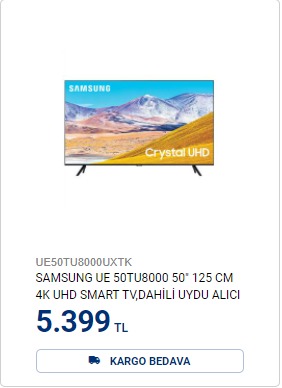 SAMSUNG
Crystal UHD
UE50TU8000UXTK
SAMSUNG UE 50TU8000 50" 125 CM
4K UHD SMART TV,DAHİLİ UYDU ALICI
5.399 TL
KARGO BEDAVA